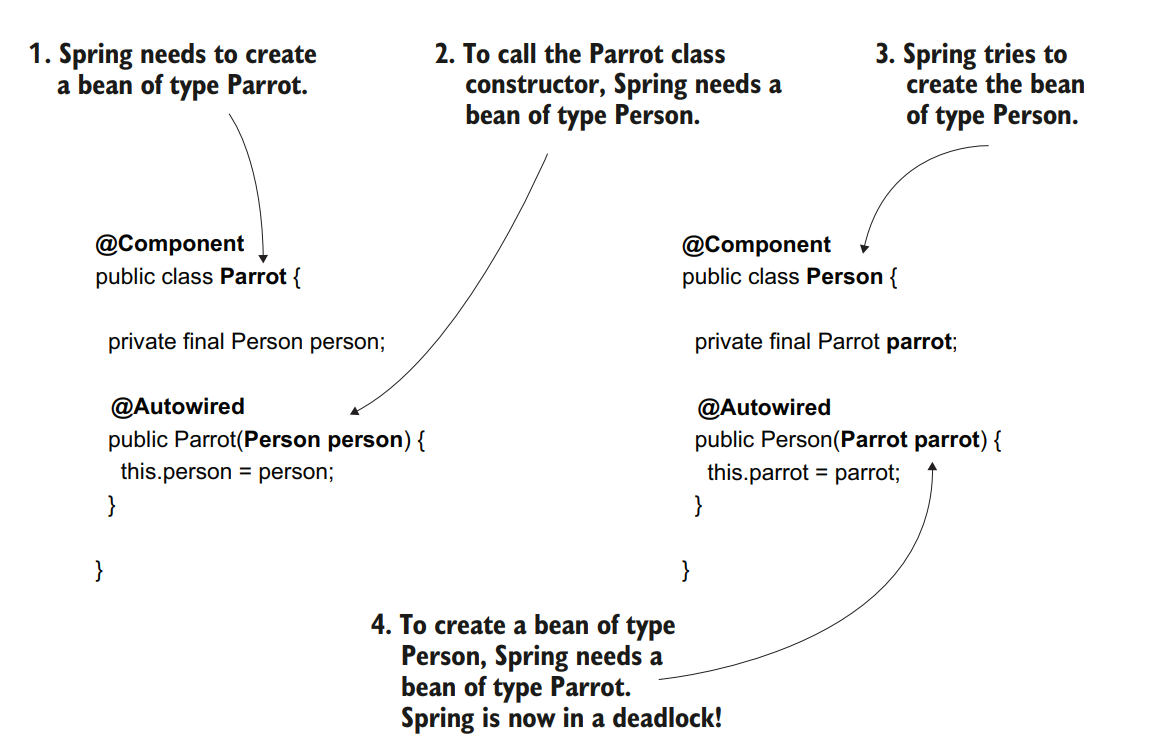 1. Spring needs to create
a bean of type Parrot.
2. To call the Parrot class
constructor, Spring needs a
bean of type Person.
3. Spring tries to
create the bean
of type Person.
@Component
public class Parrot {
private final Person person;
@Autowired
public Parrot(Person person) {
this.person = person;
}
}
@Component
public class Person {
private final Parrot parrot;
@Autowired
public Person(Parrot parrot) {
this.parrot = parrot;
}
}
4. To create a bean of type
Person, Spring needs a
bean of type Parrot.
Spring is now in a deadlock!